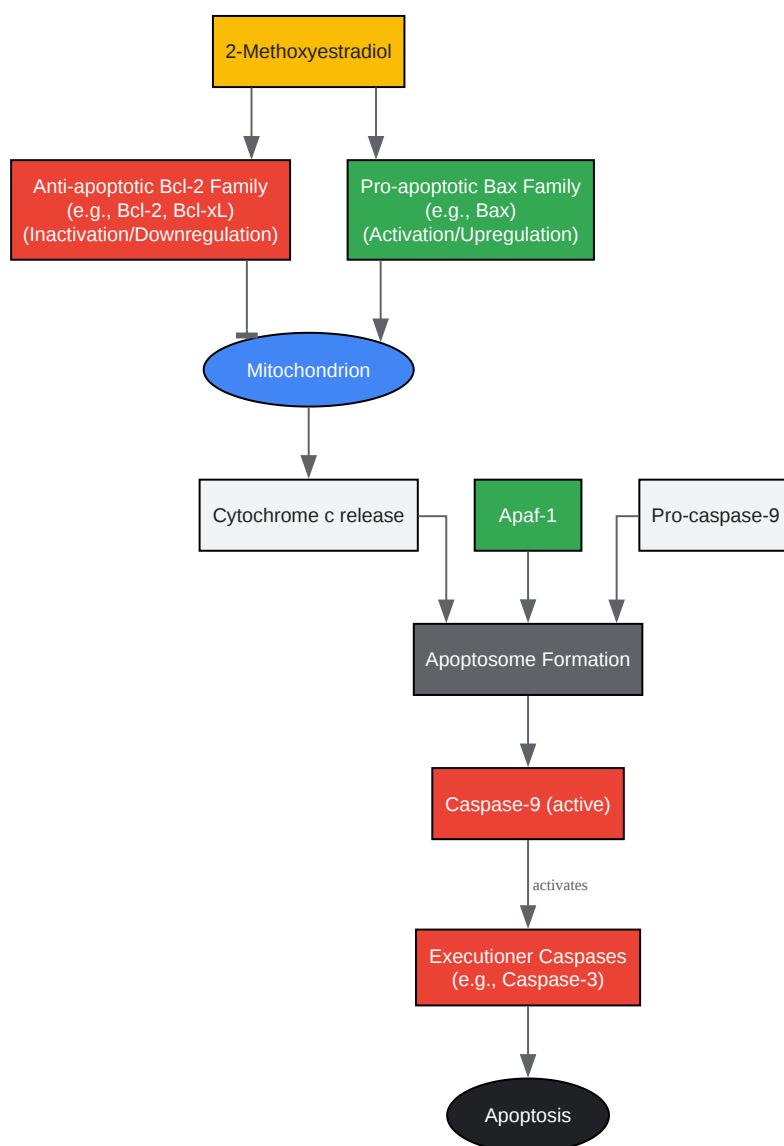 2-Methoxyestradiol
Anti-apoptotic Bcl-2 Family
(e.g., Bcl-2, Bcl-xL)
(Inactivation/Downregulation)
Pro-apoptotic Bax Family
(e.g., Bax)
(Activation/Upregulation)
Mitochondrion
Cytochrome c release
Apaf-1
Pro-caspase-9
Apoptosome Formation
Caspase-9 (active)
activates
Executioner Caspases
(e.g., Caspase-3)
Apoptosis